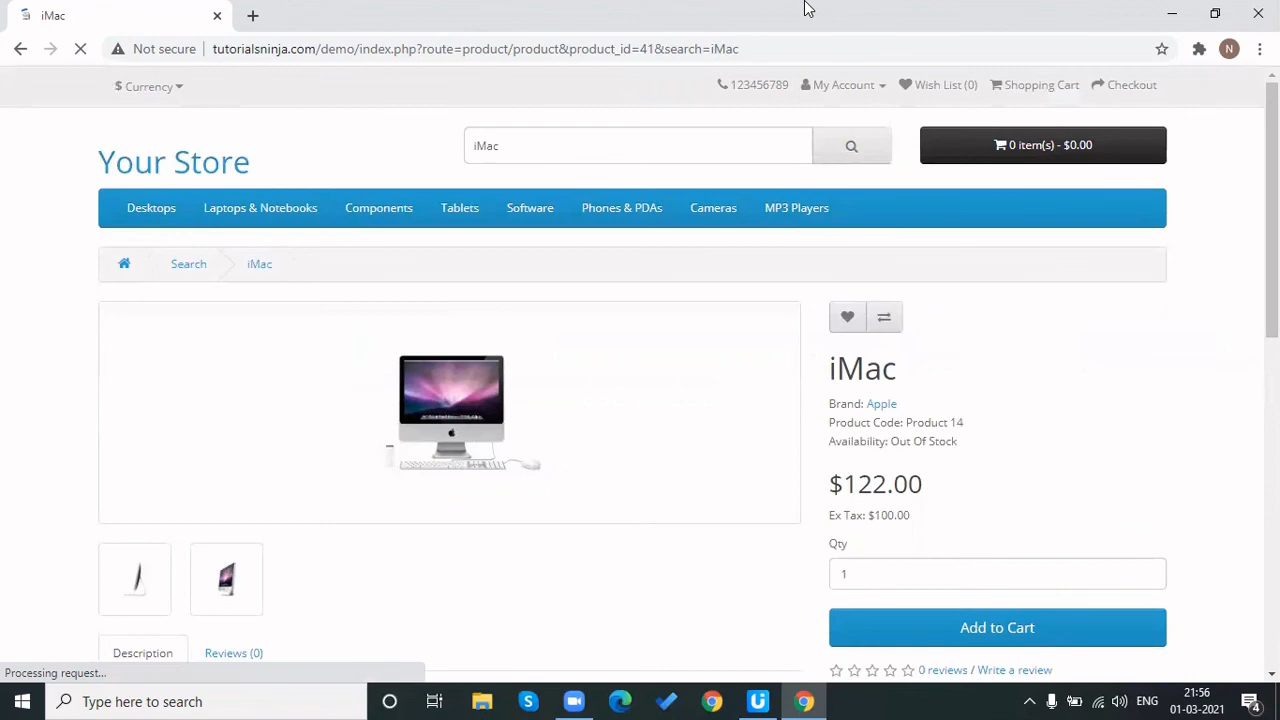 iMac
Not secure
tutorialsninja.com/demo/index.php?route=product/product&product_id=41&search=iMac
N
$ Currency
123456789
My Account
Wish List (0)
Shopping Cart
Checkout
Your Store
iMac
0 item(s) - $0.00
Desktops
Laptops & Notebooks
Components
Tablets
Software
Phones & PDAs
Cameras
MP3 Players
Search
iMac
iMac
Brand: Apple
Product Code: Product 14
Availability: Out Of Stock
$122.00
Ex Tax: $100.00
Qty
1
Add to Cart
Description
Reviews (0)
0 reviews / Write a review
Processing request...
Type here to search
ENG
21:56
01-03-2021
4